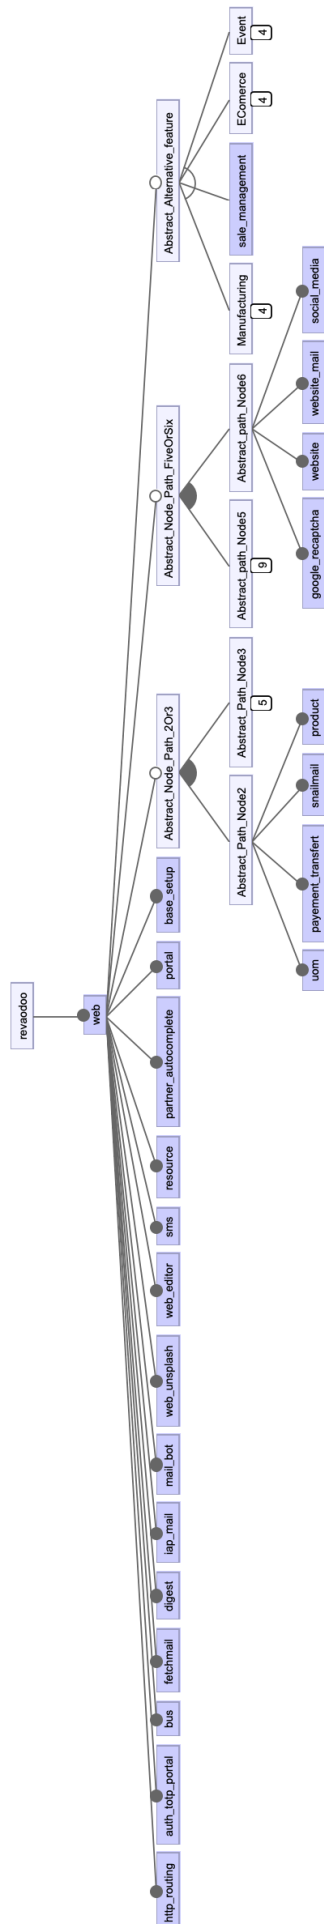 revaodoo
web
http_routing
auth_totp_portal
bus
fetchmail
digest
iap_mail
mail_bot
web_unsplash
web_editor
sms
resource
partner_autocomplete
portal
base_setup
Abstract_Node_Path_2Or3
Abstract_Node_Path_FiveOrSix
Abstract_Alternative_feature
Abstract_Path_Node2
Abstract_Path_Node3
5
Abstract_path_Node5
9
Abstract_path_Node6
Manufacturing
4
sale_management
EComerce
4
Event
4
uom
payement_transfert
snailmail
product
google_recaptcha
website
website_mail
social_media